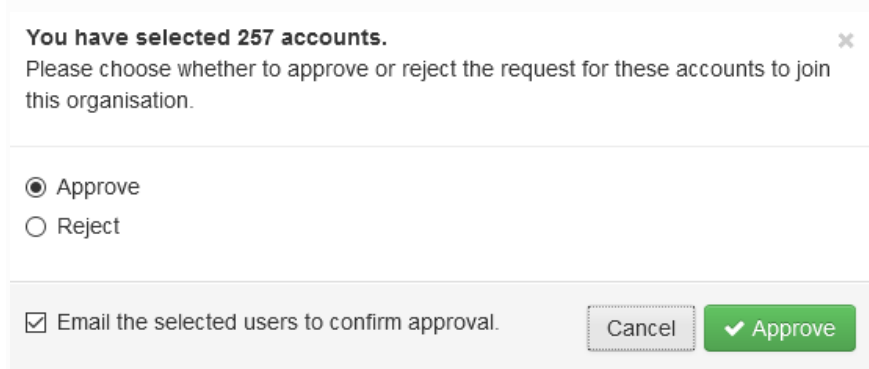 You have selected 257 accounts.
Please choose whether to approve or reject the request for these accounts to join
this organisation.
Approve
Reject
Email the selected users to confirm approval.
Cancel
Approve